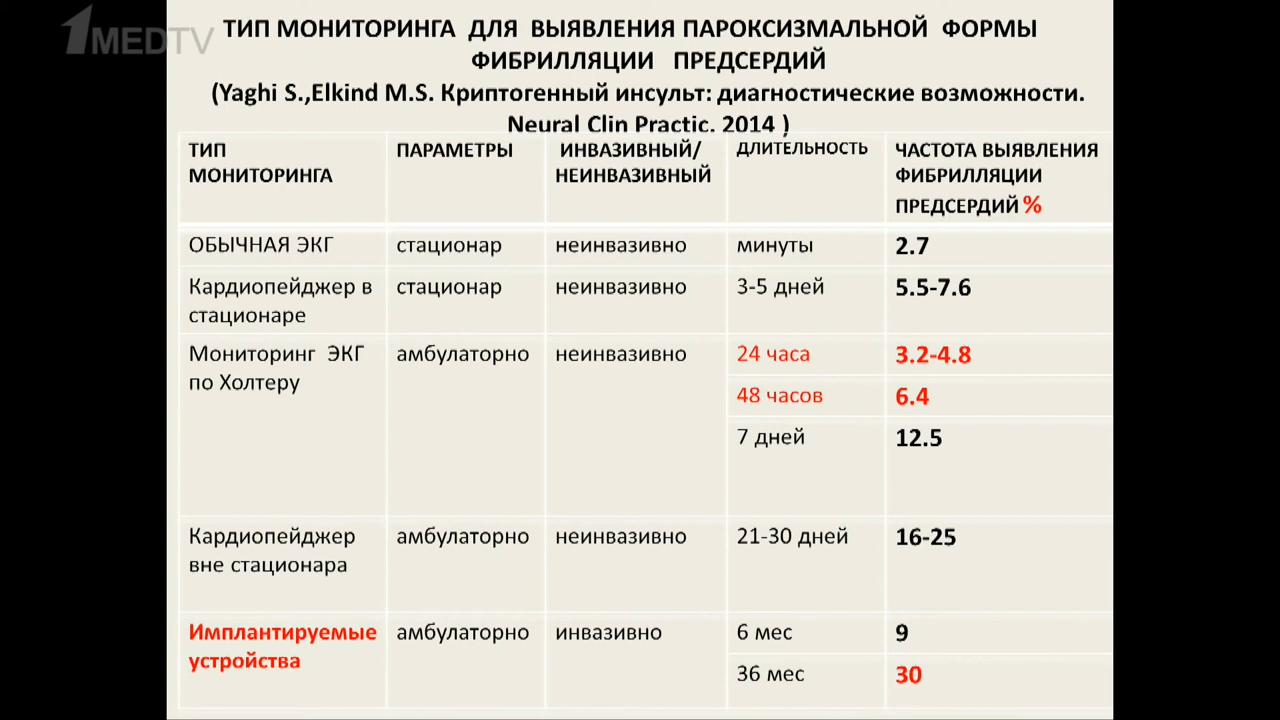 1MEDTV
ТИП МОНИТОРИНГА ДЛЯ ВЫЯВЛЕНИЯ ПАРОКСИЗМАЛЬНОЙ ФОРМЫ
ФИБРИЛЛЯЦИИ ПРЕДСЕРДИЙ
(Yaghi S.,Elkind M.S. Криптогенный инсульт: диагностические возможности.
Neural Clin Practic. 2014 )
ТИП
МОНИТОРИНГА
ПАРАМЕТРЫ
ИНВАЗИВНЫЙ/
НЕИНВАЗИВНЫЙ
ДЛИТЕЛЬНОСТЬ
ЧАСТОТА ВЫЯВЛЕНИЯ
ФИБРИЛЛЯЦИИ
ПРЕДСЕРДИЙ %
ОБЫЧНАЯ ЭКГ
стационар
неинвазивно
минуты
2.7
Кардиопейджер в
стационаре
стационар
неинвазивно
3-5 дней
5.5-7.6
Мониторинг ЭКГ
по Холтеру
амбулаторно
неинвазивно
24 часа
3.2-4.8
48 часов
6.4
7 дней
12.5
Кардиопейджер
вне стационара
амбулаторно
неинвазивно
21-30 дней
16-25
Имплантируемые
устройства
амбулаторно
инвазивно
6 мес
9
36 мес
30